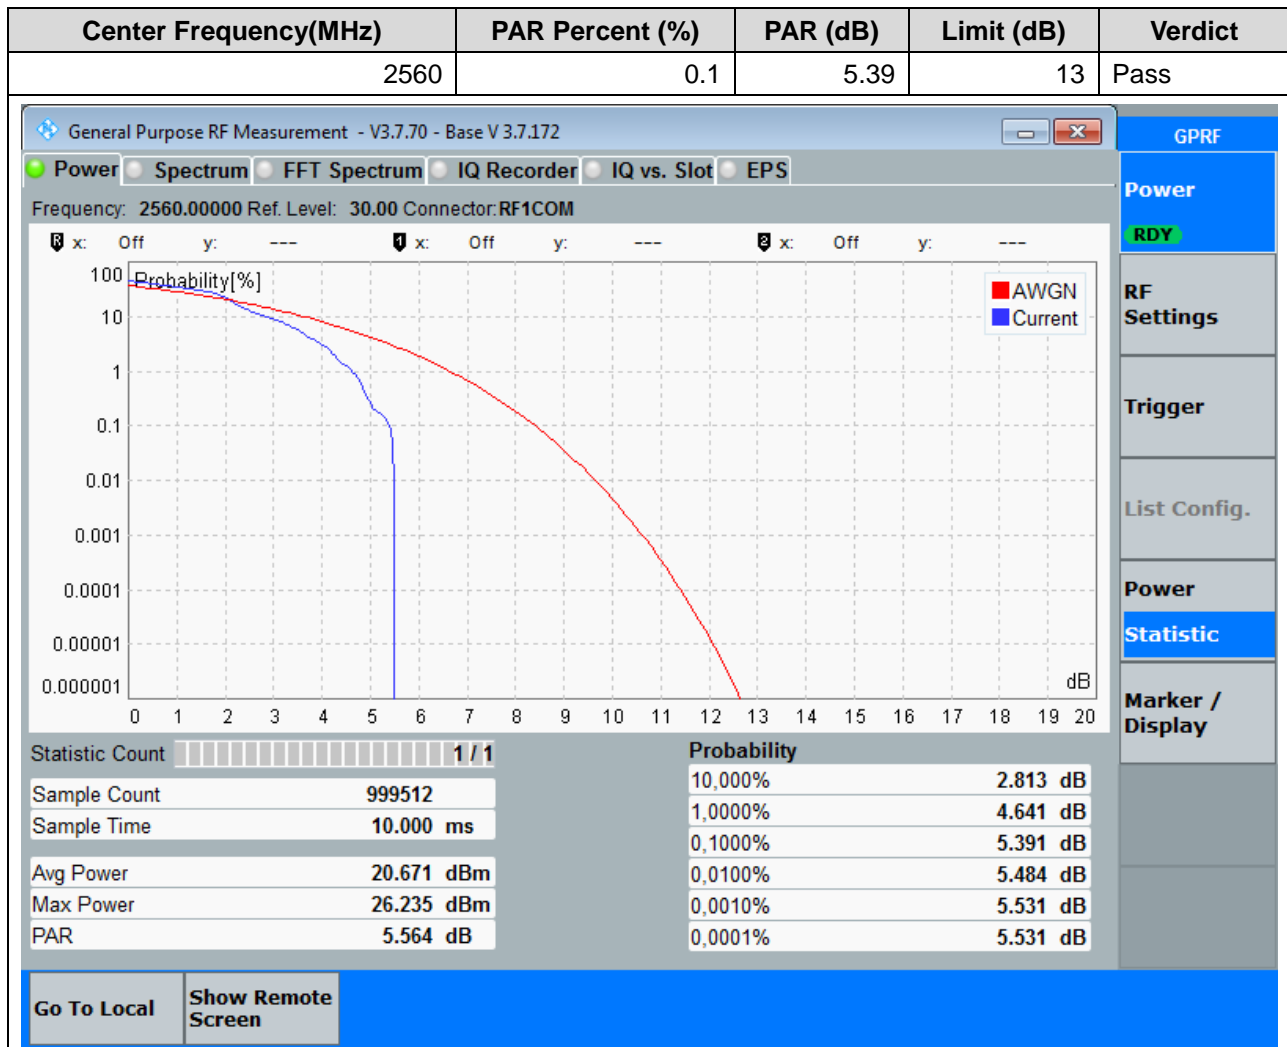 Center Frequency(MHz) PAR Percent (%) PAR (dB) Limit (dB) Verdict
2560 0.1 5.39 13 Pass
General Purpose RF Measurement - V3.7.70 - Base V 3.7.172
GPRF
Power Spectrum FFT Spectrum IQ Recorder IQ vs. Slot EPS
Frequency: 2560.00000 Ref. Level: 30.00 Connector: RF1COM
R x: Off y: --- 1 x: Off y: --- 2 x: Off y: ---
Probability[%]
AWGN
Current
100
10
1
0.1
0.01
0.001
0.0001
0.00001
0.000001
dB
0 1 2 3 4 5 6 7 8 9 10 11 12 13 14 15 16 17 18 19 20
Statistic Count 1 / 1
Sample Count 999512
Sample Time 10.000 ms
Avg Power 20.671 dBm
Max Power 26.235 dBm
PAR 5.564 dB
Probability
10,000% 2.813 dB
1,0000% 4.641 dB
0,1000% 5.391 dB
0,0100% 5.484 dB
0,0010% 5.531 dB
0,0001% 5.531 dB
Power
RDY
RF
Settings
Trigger
List Config.
Power
Statistic
Marker /
Display
Go To Local
Show Remote
Screen